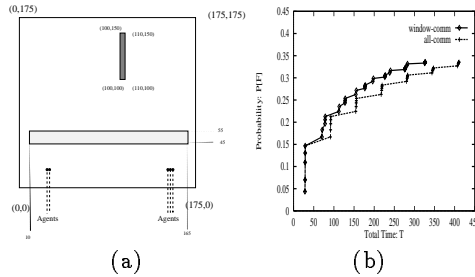 (0,175)
(175,175)
(100,150) (110,150)
(100,100) (110,100)
55
45
(0,0)
(175,0)
Agents Agents
10
165
(a)
0.45
0.4
0.35
0.3
0.25
0.2
0.15
0.1
0.05
0
0 50 100 150 200 250 300 350 400 45
Probability: P[F]
Total Time: T
window-comm
all-comm
(b)